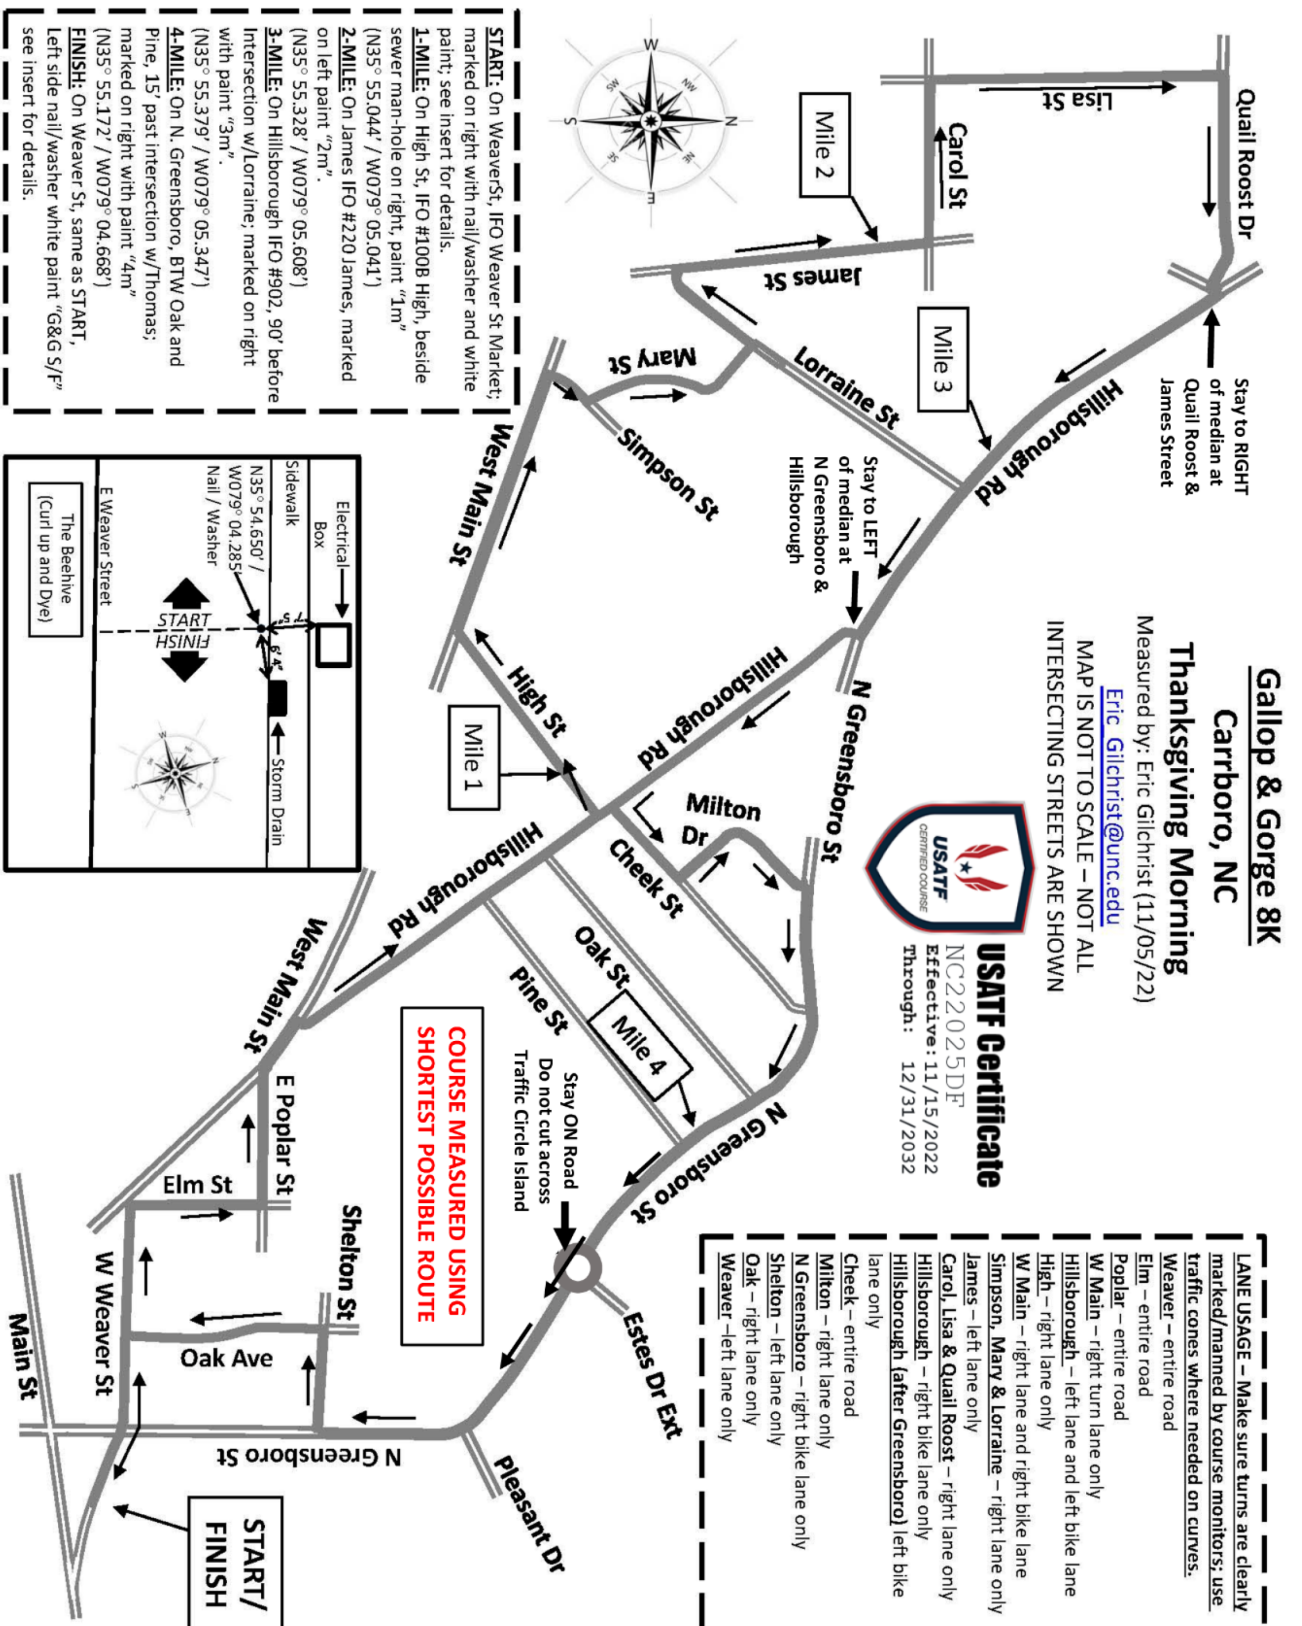 Gallop & Gorge 8K
Carrboro, NC
Thanksgiving Morning
Measured by: Eric Gilchrist (11/05/22)
Eric_Gilchrist@unc.edu
MAP IS NOT TO SCALE – NOT ALL
INTERSECTING STREETS ARE SHOWN
USATF
CERTIFIED COURSE
USATF Certificate
NC22025DF
Effective: 11/15/2022
Through: 12/31/2032
LANE USAGE – Make sure turns are clearly
marked/manned by course monitors; use
traffic cones where needed on curves.
Weaver – entire road
Elm – entire road
Poplar – entire road
W Main – right turn lane only
Hillsborough – left lane and left bike lane
High – right lane only
W Main – right lane and right bike lane
Simpson, Mary & Lorraine – right lane only
James – left lane only
Carol, Lisa & Quail Roost – right lane only
Hillsborough – right bike lane only
Hillsborough (after Greensboro) left bike
lane only
Cheek – entire road
Milton – right lane only
N Greensboro – right bike lane only
Shelton – left lane only
Oak – right lane only
Weaver –left lane only
Quail Roost Dr
Lisa St
Carol St
Mile 2
James St
Stay to RIGHT
of median at
Quail Roost &
James Street
Hillsborough Rd
Mile 3
Lorraine St
Mary St
Simpson St
West Main St
Stay to LEFT
of median at
N Greensboro &
Hillsborough
N Greensboro St
Hillsborough Rd
High St
Mile 1
Milton
Dr
Cheek St
Hillsborough Rd
Oak St
Pine St
Mile 4
N Greensboro St
West Main St
COURSE MEASURED USING
SHORTEST POSSIBLE ROUTE
Stay ON Road
Do not cut across
Traffic Circle Island
Estes Dr Ext
Pleasant Dr
E Poplar St
Elm St
Shelton St
Oak Ave
W Weaver St
N Greensboro St
Main St
START/
FINISH
N
NE
E
SE
S
SW
W
NW
START: On WeaverSt, IFO Weaver St Market;
marked on right with nail/washer and white
paint; see insert for details.
1-MILE: On High St, IFO #100B High, beside
sewer man-hole on right, paint "1m"
(N35° 55.044' / W079° 05.041')
2-MILE: On James IFO #220 James, marked
on left paint "2m".
(N35° 55.328' / W079° 05.608')
3-MILE: On Hillsborough IFO #902, 90' before
Intersection w/Lorraine; marked on right
with paint "3m".
(N35° 55.379' / W079° 05.347')
4-MILE: On N. Greensboro, BTW Oak and
Pine, 15' past intersection w/Thomas;
marked on right with paint "4m"
(N35° 55.172' / W079° 04.668')
FINISH: On Weaver St, same as START,
Left side nail/washer white paint "G&G S/F"
see insert for details.
Electrical
Box
Sidewalk
N35° 54.650' /
W079° 04.285'
Nail / Washer
7' 5"
6' 4"
Storm Drain
START
FINISH
E Weaver Street
The Beehive
(Curl up and Dye)
N
E
S
W